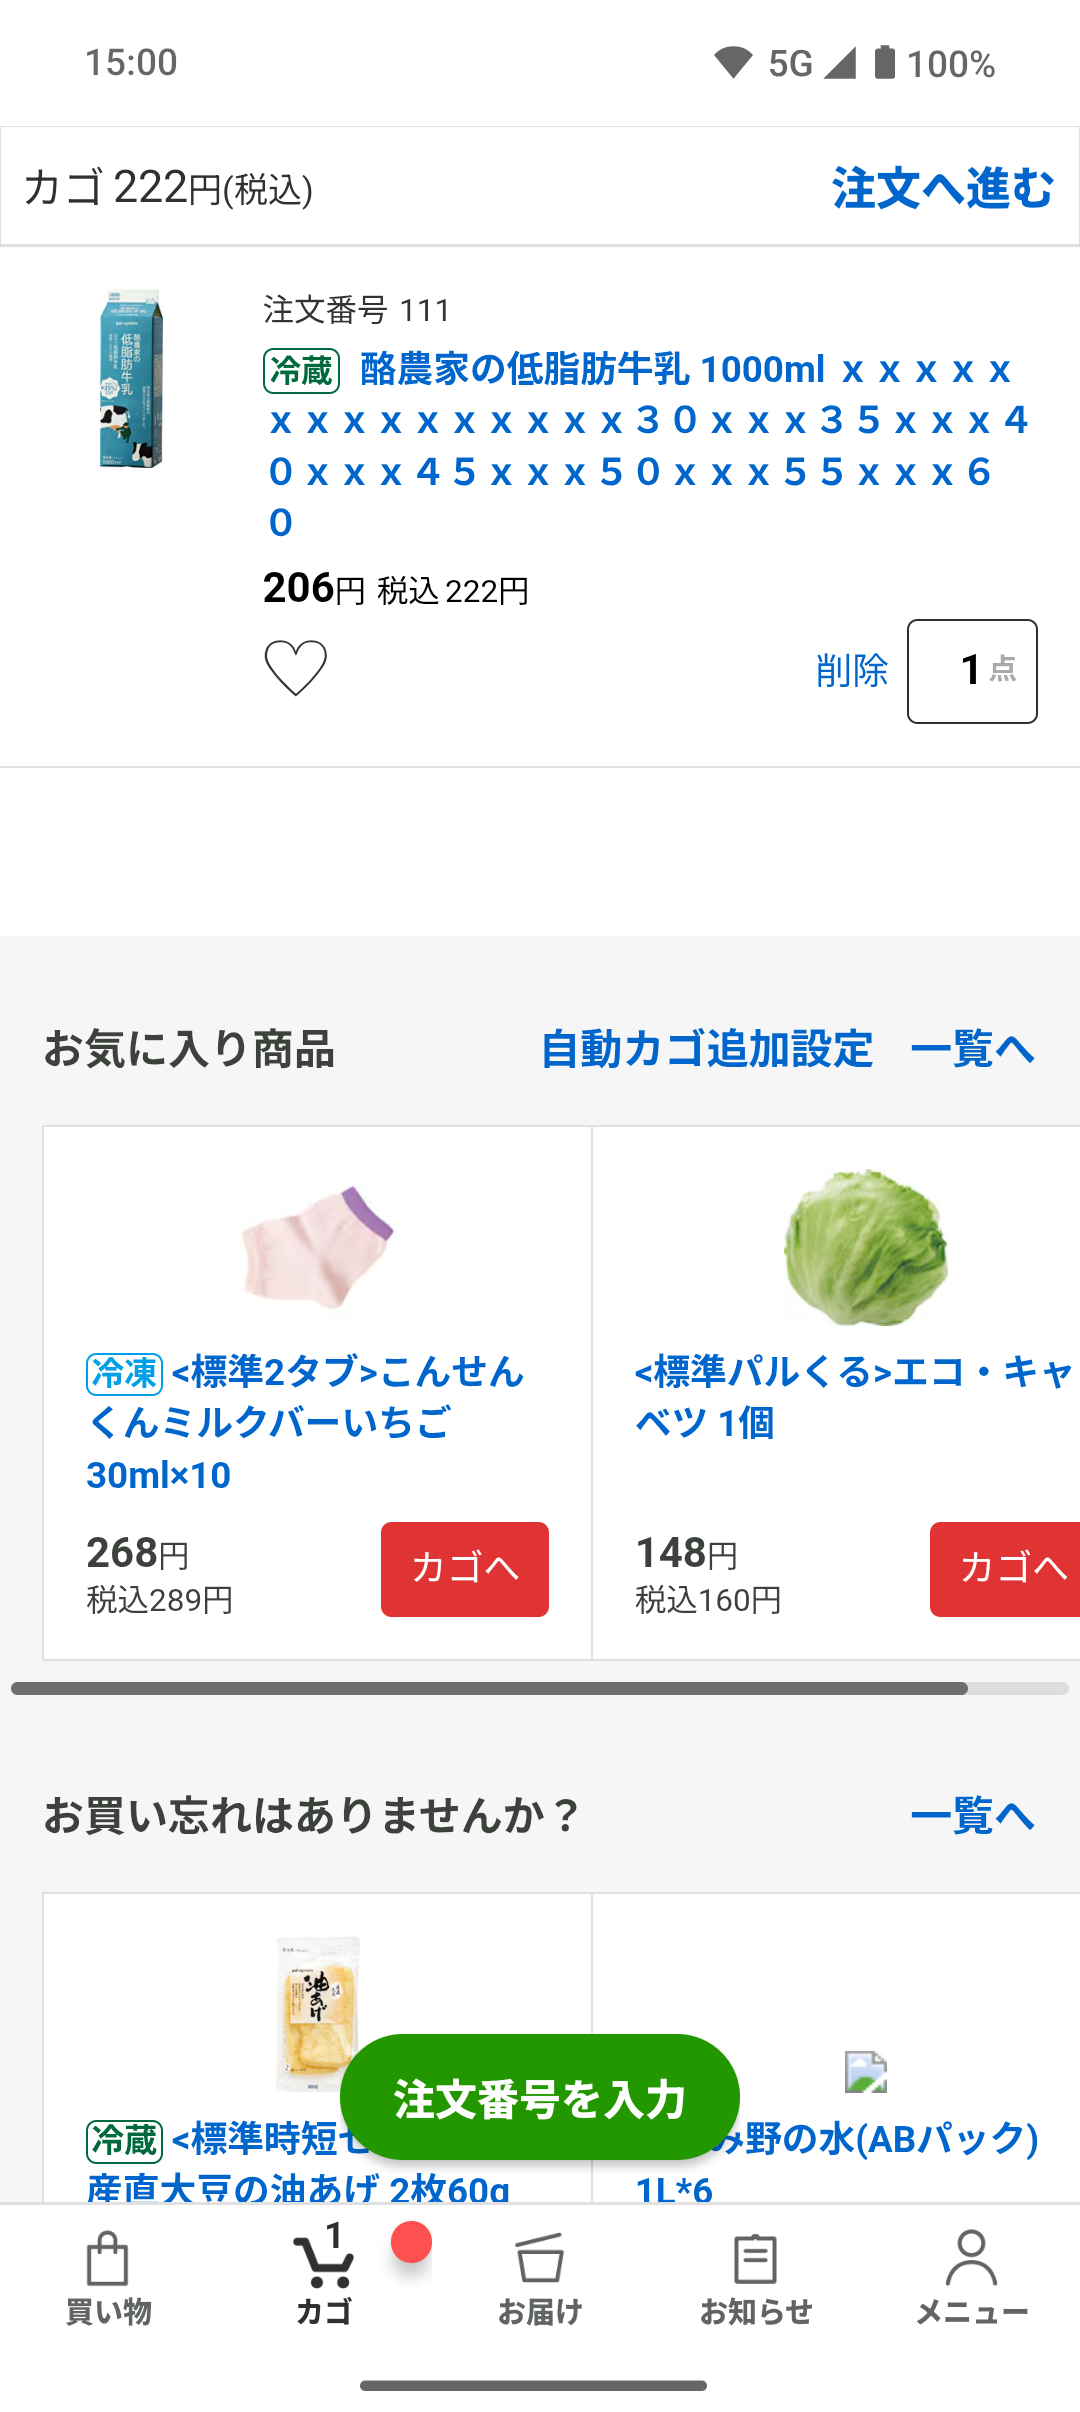 15:00
5G 100%
カゴ 222円(税込)
注文へ進む
注文番号 111
冷蔵 酪農家の低脂肪牛乳 1000ml ｘｘｘｘｘ
ｘｘｘｘｘｘｘｘｘｘ３０ｘｘｘ３５ｘｘｘ４
０ｘｘｘ４５ｘｘｘ５０ｘｘｘ５５ｘｘｘ６
０
206円 税込 222円
削除
1 点
お気に入り商品
自動カゴ追加設定
一覧へ
冷凍 <標準2タブ>こんせん
くんミルクバーいちご
30ml×10
268円
税込289円
カゴへ
<標準パルくる>エコ・キャ
ベツ 1個
148円
税込160円
カゴへ
お買い忘れはありませんか？
一覧へ
油あげ
冷蔵 <標準時短セ
産直大豆の油あげ 2枚60g
み野の水(ABパック)
1L*6
注文番号を入力
1
買い物
カゴ
お届け
お知らせ
メニュー